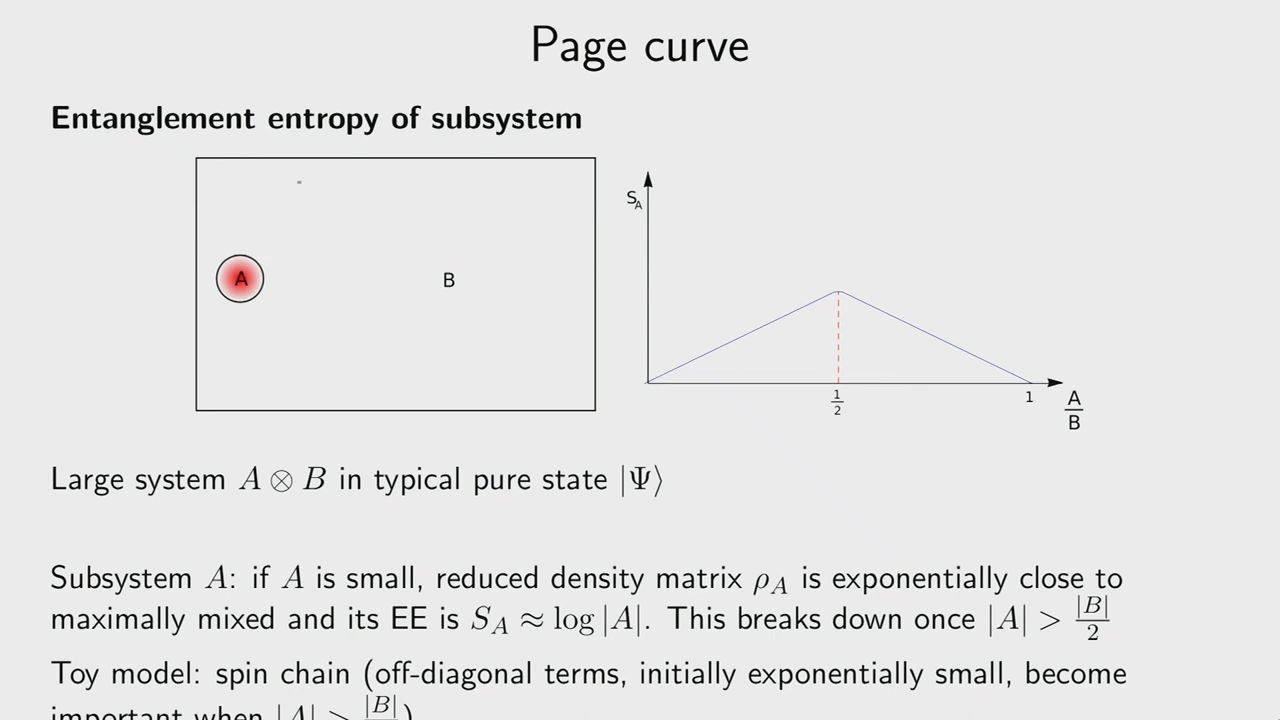 Page curve
Entanglement entropy of subsystem
A
B
S_A
1/2
1
A/B
Large system A ⊗ B in typical pure state |Ψ⟩
Subsystem A: if A is small, reduced density matrix ρ_A is exponentially close to
maximally mixed and its EE is S_A ≈ log |A|. This breaks down once |A| > |B|/2
Toy model: spin chain (off-diagonal terms, initially exponentially small, become
important when |A| > |B|